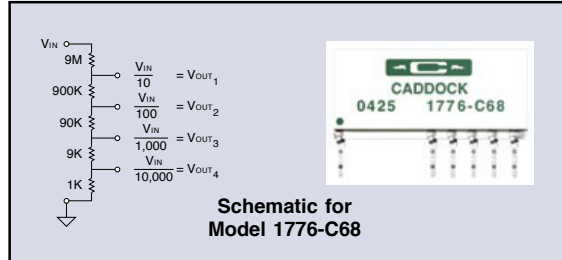 VIN
9M
VIN
10
= VOUT1
900K
VIN
100
= VOUT2
90K
VIN
1,000
= VOUT3
9K
VIN
10,000
= VOUT4
1K
C
CADDOCK
0425 1776-C68
Schematic for
Model 1776-C68